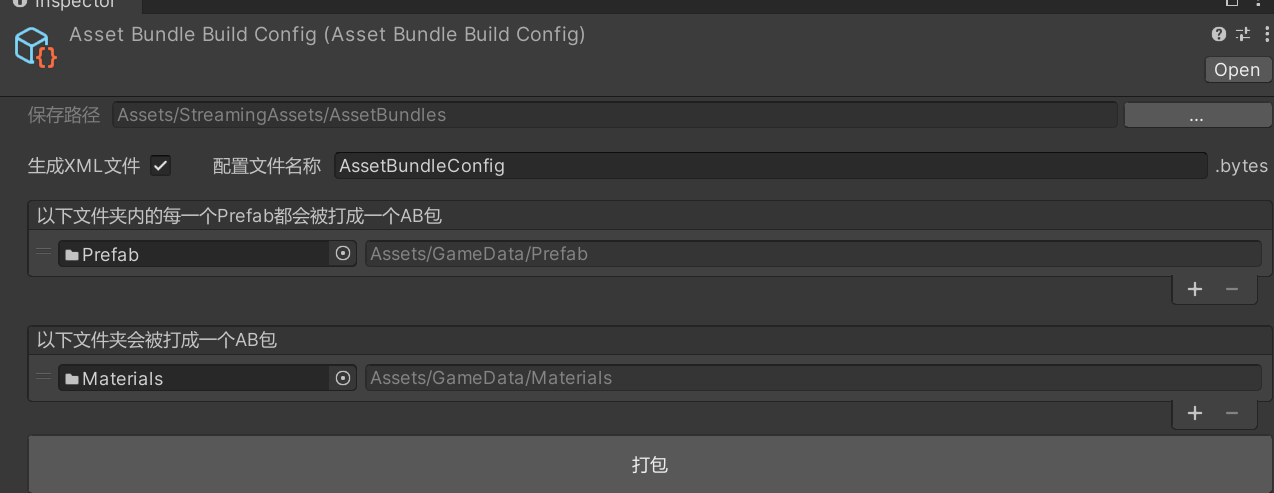 Inspector
Asset Bundle Build Config (Asset Bundle Build Config)
Open
保存路径 Assets/StreamingAssets/AssetBundles ...
生成XML文件 配置文件名称 AssetBundleConfig .bytes
以下文件夹内的每一个Prefab都会被打成一个AB包
Prefab Assets/GameData/Prefab
以下文件夹会被打成一个AB包
Materials Assets/GameData/Materials
打包